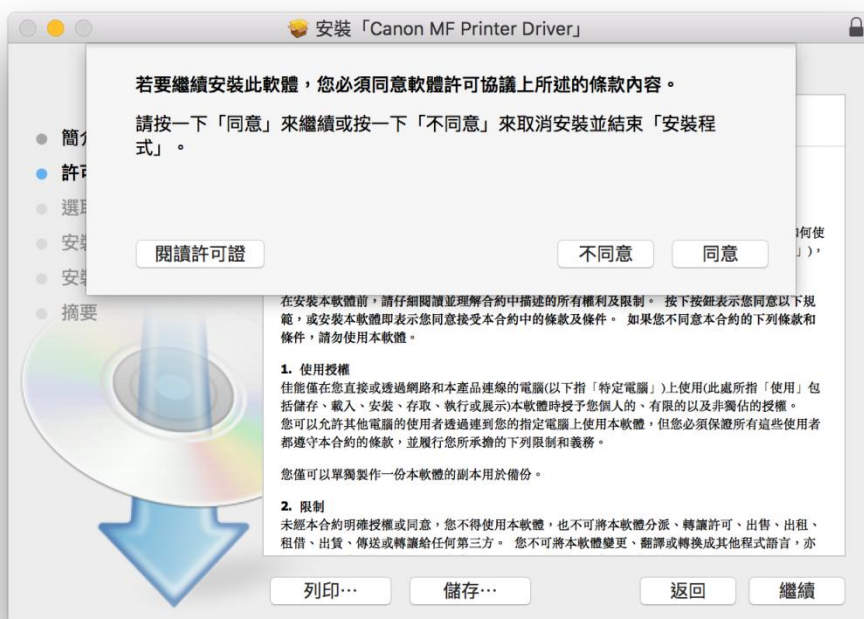 安裝「Canon MF Printer Driver」
若要繼續安裝此軟體，您必須同意軟體許可協議上所述的條款內容。
請按一下「同意」來繼續或按一下「不同意」來取消安裝並結束「安裝程
式」。
閱讀許可證
不同意
同意
簡
許
選
安
安
摘要
何使
」)，
在安裝本軟體前，請仔細閱讀並理解合約中描述的所有權利及限制。 按下按鈕表示您同意以下規
範，或安裝本軟體即表示您同意接受本合約中的條款及條件。 如果您不同意本合約的下列條款和
條件，請勿使用本軟體。
1. 使用授權
佳能僅在您直接或透過網路和本產品連線的電腦(以下指「特定電腦」)上使用(此處所指「使用」包
括儲存、載入、安裝、存取、執行或展示)本軟體時授予您個人的、有限的以及非獨佔的授權。
您可以允許其他電腦的使用者透過連到您的指定電腦上使用本軟體，但您必須保證所有這些使用者
都遵守本合約的條款，並履行您所承擔的下列限制和義務。
您僅可以單獨製作一份本軟體的副本用於備份。
2. 限制
未經本合約明確授權或同意，您不得使用本軟體，也不可將本軟體分派、轉讓許可、出售、出租、
租借、出賃、傳送或轉讓給任何第三方。 您不可將本軟體變更、翻譯或轉換成其他程式語言，亦
列印…
儲存…
返回
繼續